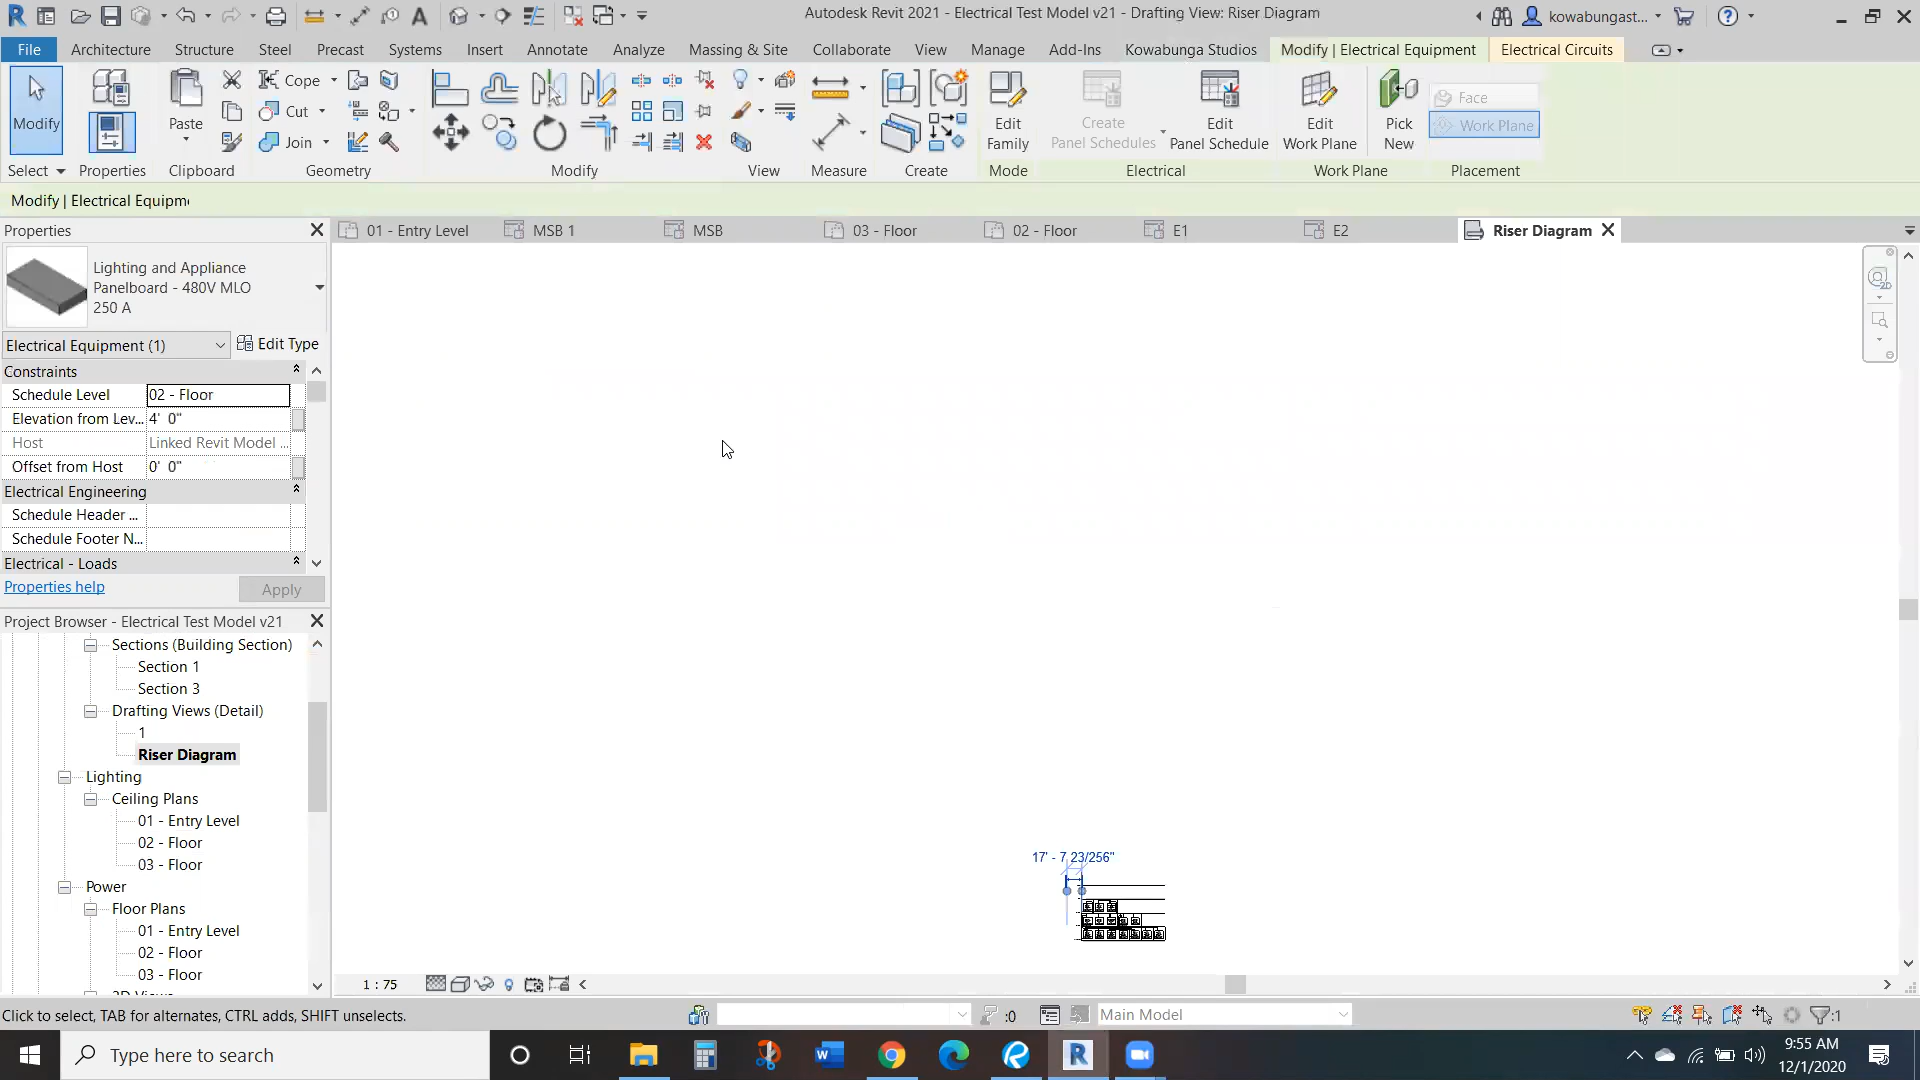 Autodesk Revit 2021 - Electrical Test Model v21 - Drafting View: Riser Diagram
kowabungast...
File
Architecture
Structure
Steel
Precast
Systems
Insert
Annotate
Analyze
Massing & Site
Collaborate
View
Manage
Add-Ins
Kowabunga Studios
Modify | Electrical Equipment
Electrical Circuits
Modify
Paste
Cope
Cut
Join
Edit
Family
Create
Panel Schedules
Edit
Panel Schedule
Edit
Work Plane
Pick
New
Face
Work Plane
Select
Properties
Clipboard
Geometry
Modify
View
Measure
Create
Mode
Electrical
Work Plane
Placement
Modify | Electrical Equipme
Properties
01 - Entry Level
MSB 1
MSB
03 - Floor
02 - Floor
E1
E2
Riser Diagram
Lighting and Appliance
Panelboard - 480V MLO
250 A
Electrical Equipment (1)
Edit Type
Constraints
Schedule Level
02 - Floor
Elevation from Lev...
4' 0"
Host
Linked Revit Model ...
Offset from Host
0' 0"
Electrical Engineering
Schedule Header ...
Schedule Footer N...
Electrical - Loads
Properties help
Apply
Project Browser - Electrical Test Model v21
Sections (Building Section)
Section 1
Section 3
Drafting Views (Detail)
1
Riser Diagram
Lighting
Ceiling Plans
01 - Entry Level
02 - Floor
03 - Floor
Power
Floor Plans
01 - Entry Level
02 - Floor
03 - Floor
17' - 7 23/256"
1 : 75
Click to select, TAB for alternates, CTRL adds, SHIFT unselects.
:0
Main Model
:1
Type here to search
9:55 AM
12/1/2020